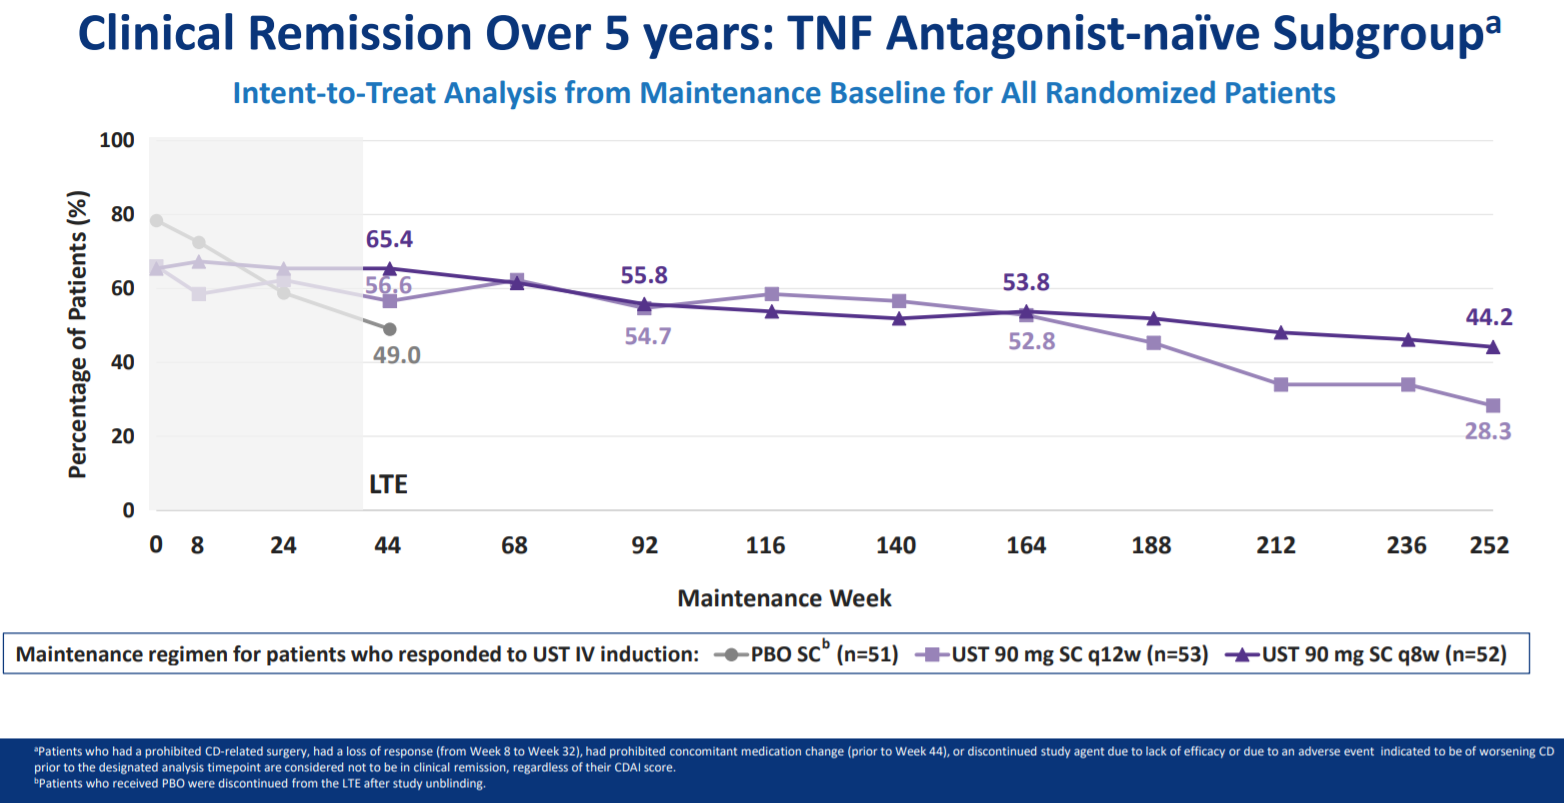 Clinical Remission Over 5 years: TNF Antagonist-naïve Subgroupᵃ
Intent-to-Treat Analysis from Maintenance Baseline for All Randomized Patients
Percentage of Patients (%)
100
80
60
40
20
0
65.4
56.6
49.0
55.8
54.7
53.8
52.8
44.2
28.3
LTE
0 8 24 44 68 92 116 140 164 188 212 236 252
Maintenance Week
Maintenance regimen for patients who responded to UST IV induction: PBO SCᵇ (n=51) UST 90 mg SC q12w (n=53) UST 90 mg SC q8w (n=52)
ᵃPatients who had a prohibited CD-related surgery, had a loss of response (from Week 8 to Week 32), had prohibited concomitant medication change (prior to Week 44), or discontinued study agent due to lack of efficacy or due to an adverse event indicated to be of worsening CD
prior to the designated analysis timepoint are considered not to be in clinical remission, regardless of their CDAI score.
ᵇPatients who received PBO were discontinued from the LTE after study unblinding.